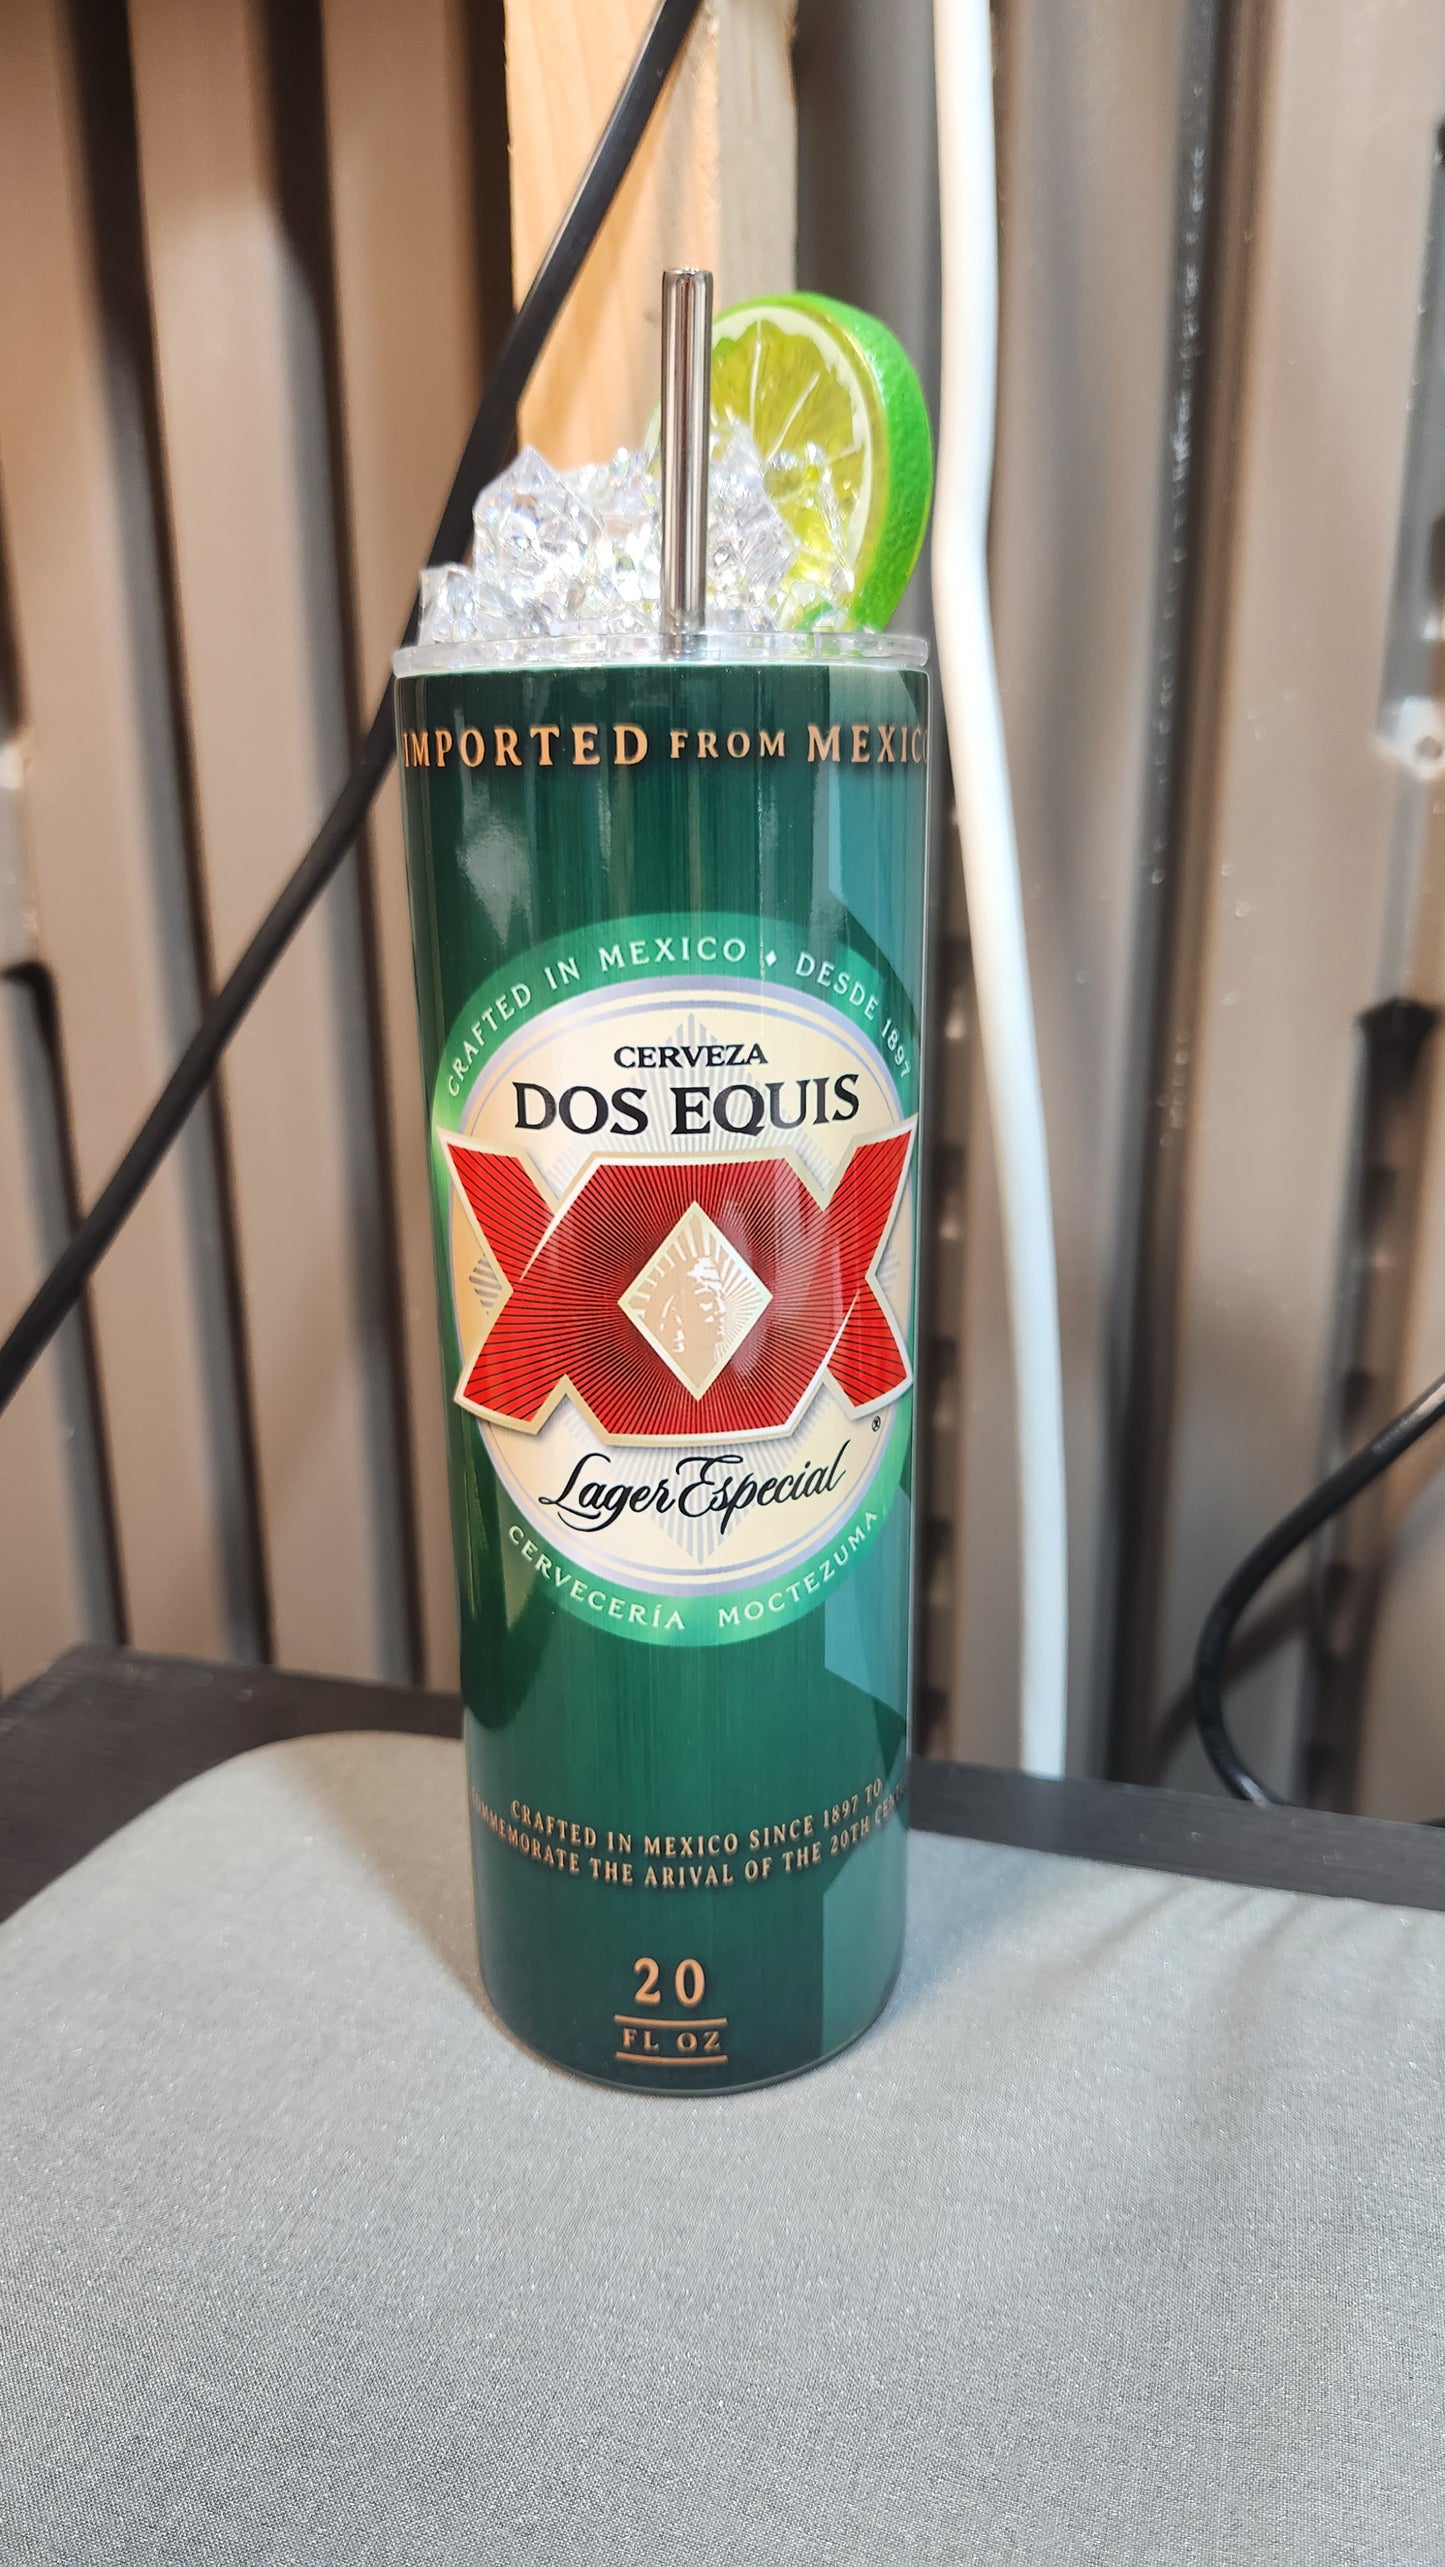 IMPORTED FROM MEXICO
CRAFTED IN MEXICO ♦ DESDE 1897
CERVEZA
DOS EQUIS
XX
®
Lager Especial
CERVECERÍA MOCTEZUMA
CRAFTED IN MEXICO SINCE 1897 TO
COMMEMORATE THE ARIVAL OF THE 20TH
20
FL OZ